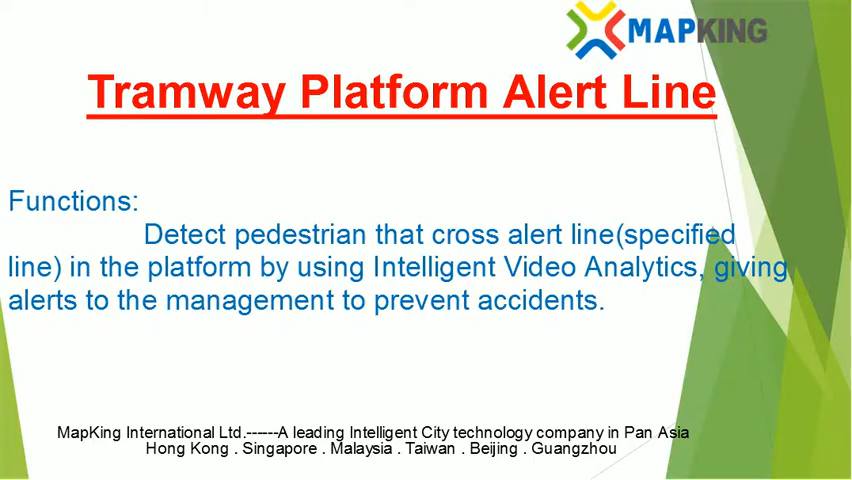 MAPKING
Tramway Platform Alert Line
Functions:
Detect pedestrian that cross alert line(specified
line) in the platform by using Intelligent Video Analytics, giving
alerts to the management to prevent accidents.
MapKing International Ltd.------A leading Intelligent City technology company in Pan Asia
Hong Kong . Singapore . Malaysia . Taiwan . Beijing . Guangzhou